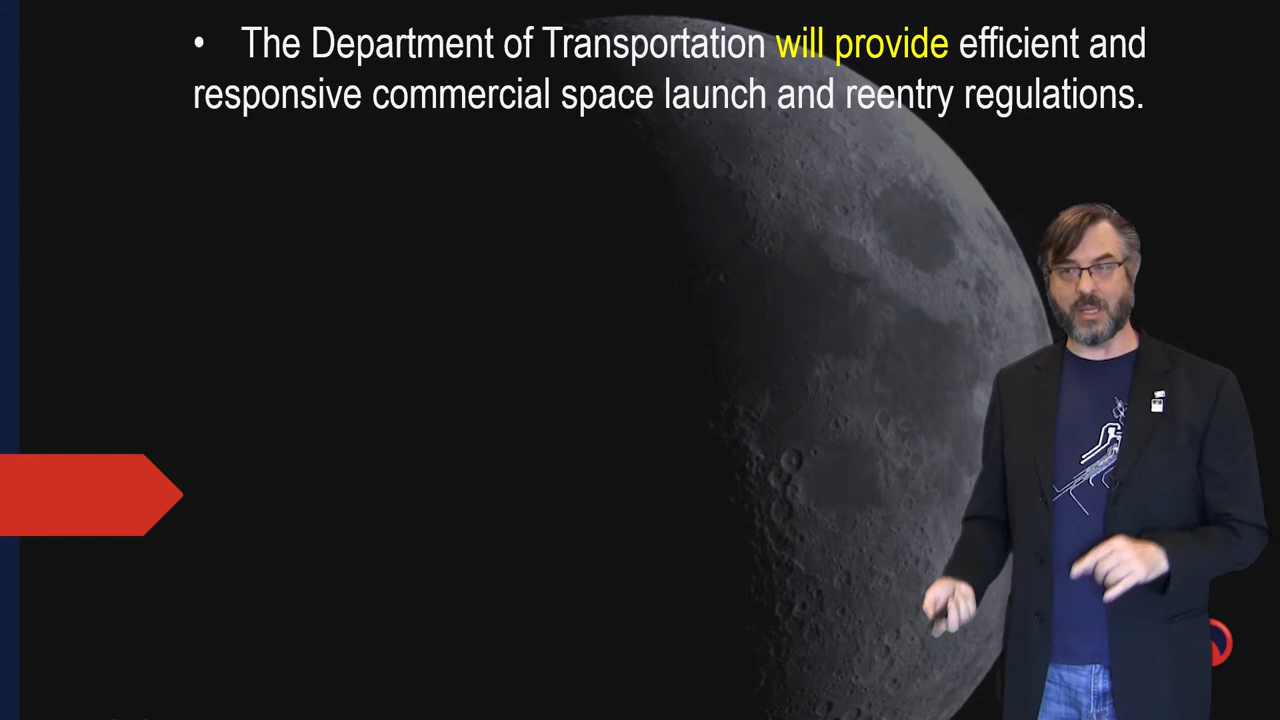 • The Department of Transportation will provide efficient and
responsive commercial space launch and reentry regulations.